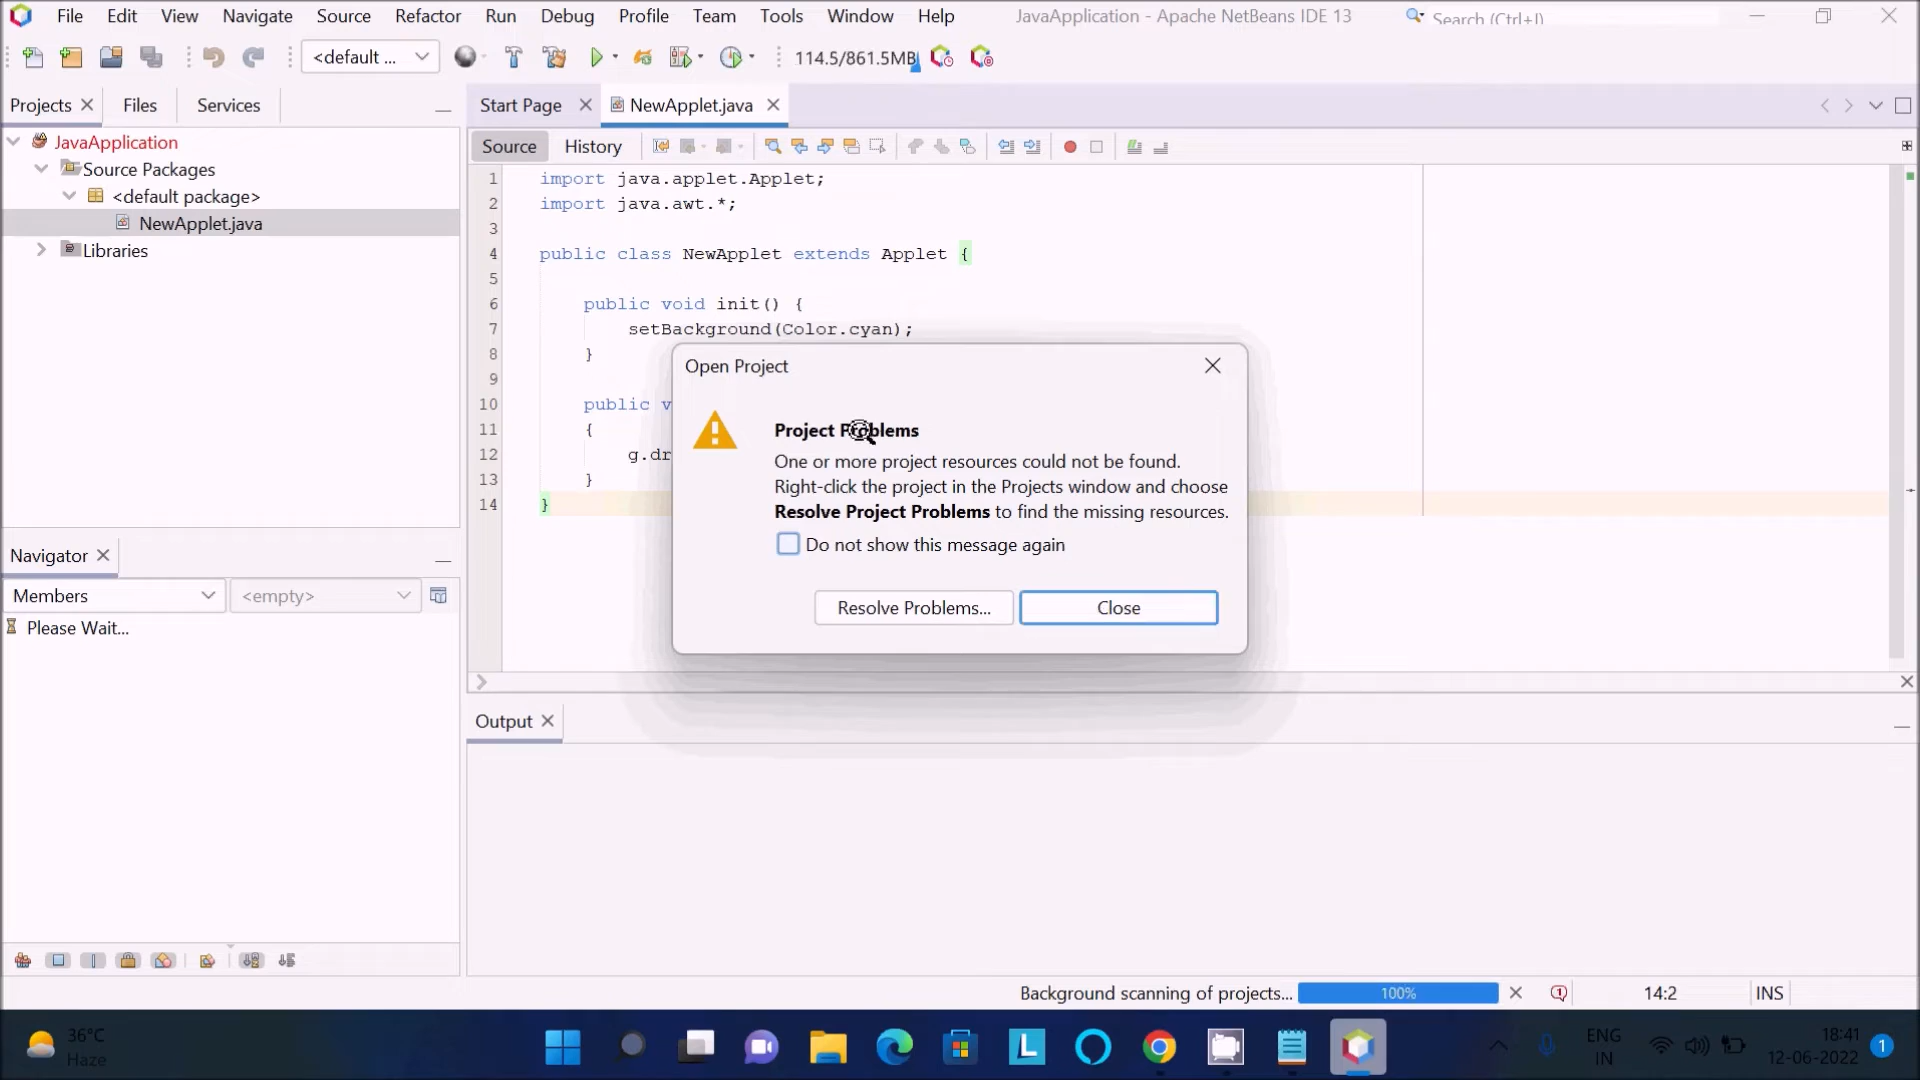 File Edit View Navigate Source Refactor Run Debug Profile Team Tools Window Help
JavaApplication - Apache NetBeans IDE 13
Search (Ctrl+I)
<default ...
114.5/861.5MB
Projects Files Services
Start Page NewApplet.java
JavaApplication
Source Packages
<default package>
NewApplet.java
Libraries
Source History
1 import java.applet.Applet;
2 import java.awt.*;
3
4 public class NewApplet extends Applet {
5
6 public void init() {
7 setBackground(Color.cyan);
8 }
9
10 public v
11 {
12 g.dr
13 }
14 }
Open Project
Project Problems
One or more project resources could not be found.
Right-click the project in the Projects window and choose
Resolve Project Problems to find the missing resources.
Do not show this message again
Resolve Problems... Close
Navigator
Members <empty>
Please Wait...
Output
Background scanning of projects... 100% 14:2 INS
36°C
Haze
ENG
IN
18:41
12-06-2022
1